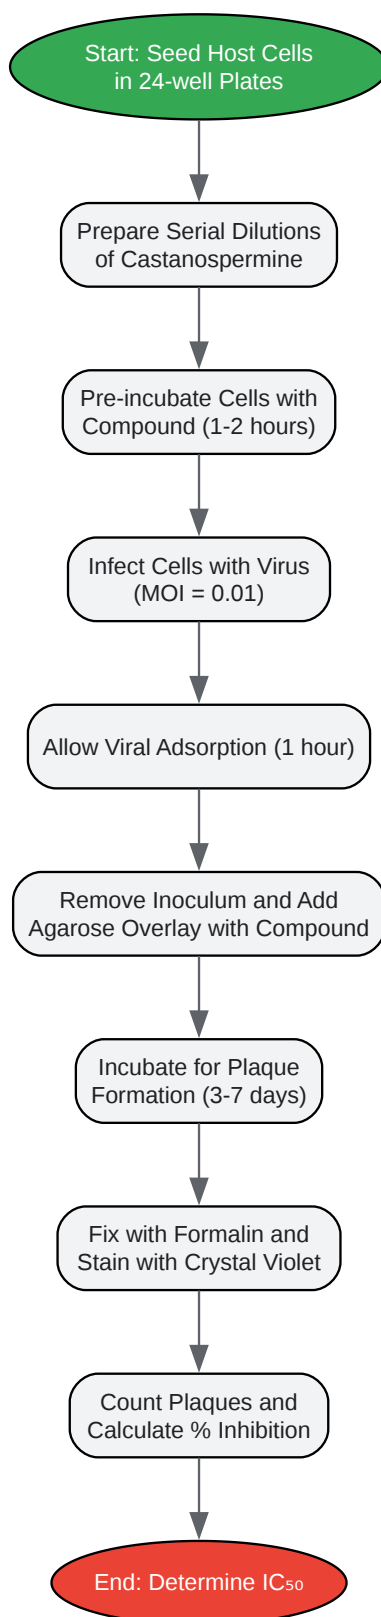 Start: Seed Host Cells
in 24-well Plates
Prepare Serial Dilutions
of Castanospermine
Pre-incubate Cells with
Compound (1-2 hours)
Infect Cells with Virus
(MOI = 0.01)
Allow Viral Adsorption (1 hour)
Remove Inoculum and Add
Agarose Overlay with Compound
Incubate for Plaque
Formation (3-7 days)
Fix with Formalin and
Stain with Crystal Violet
Count Plaques and
Calculate % Inhibition
End: Determine IC₅₀